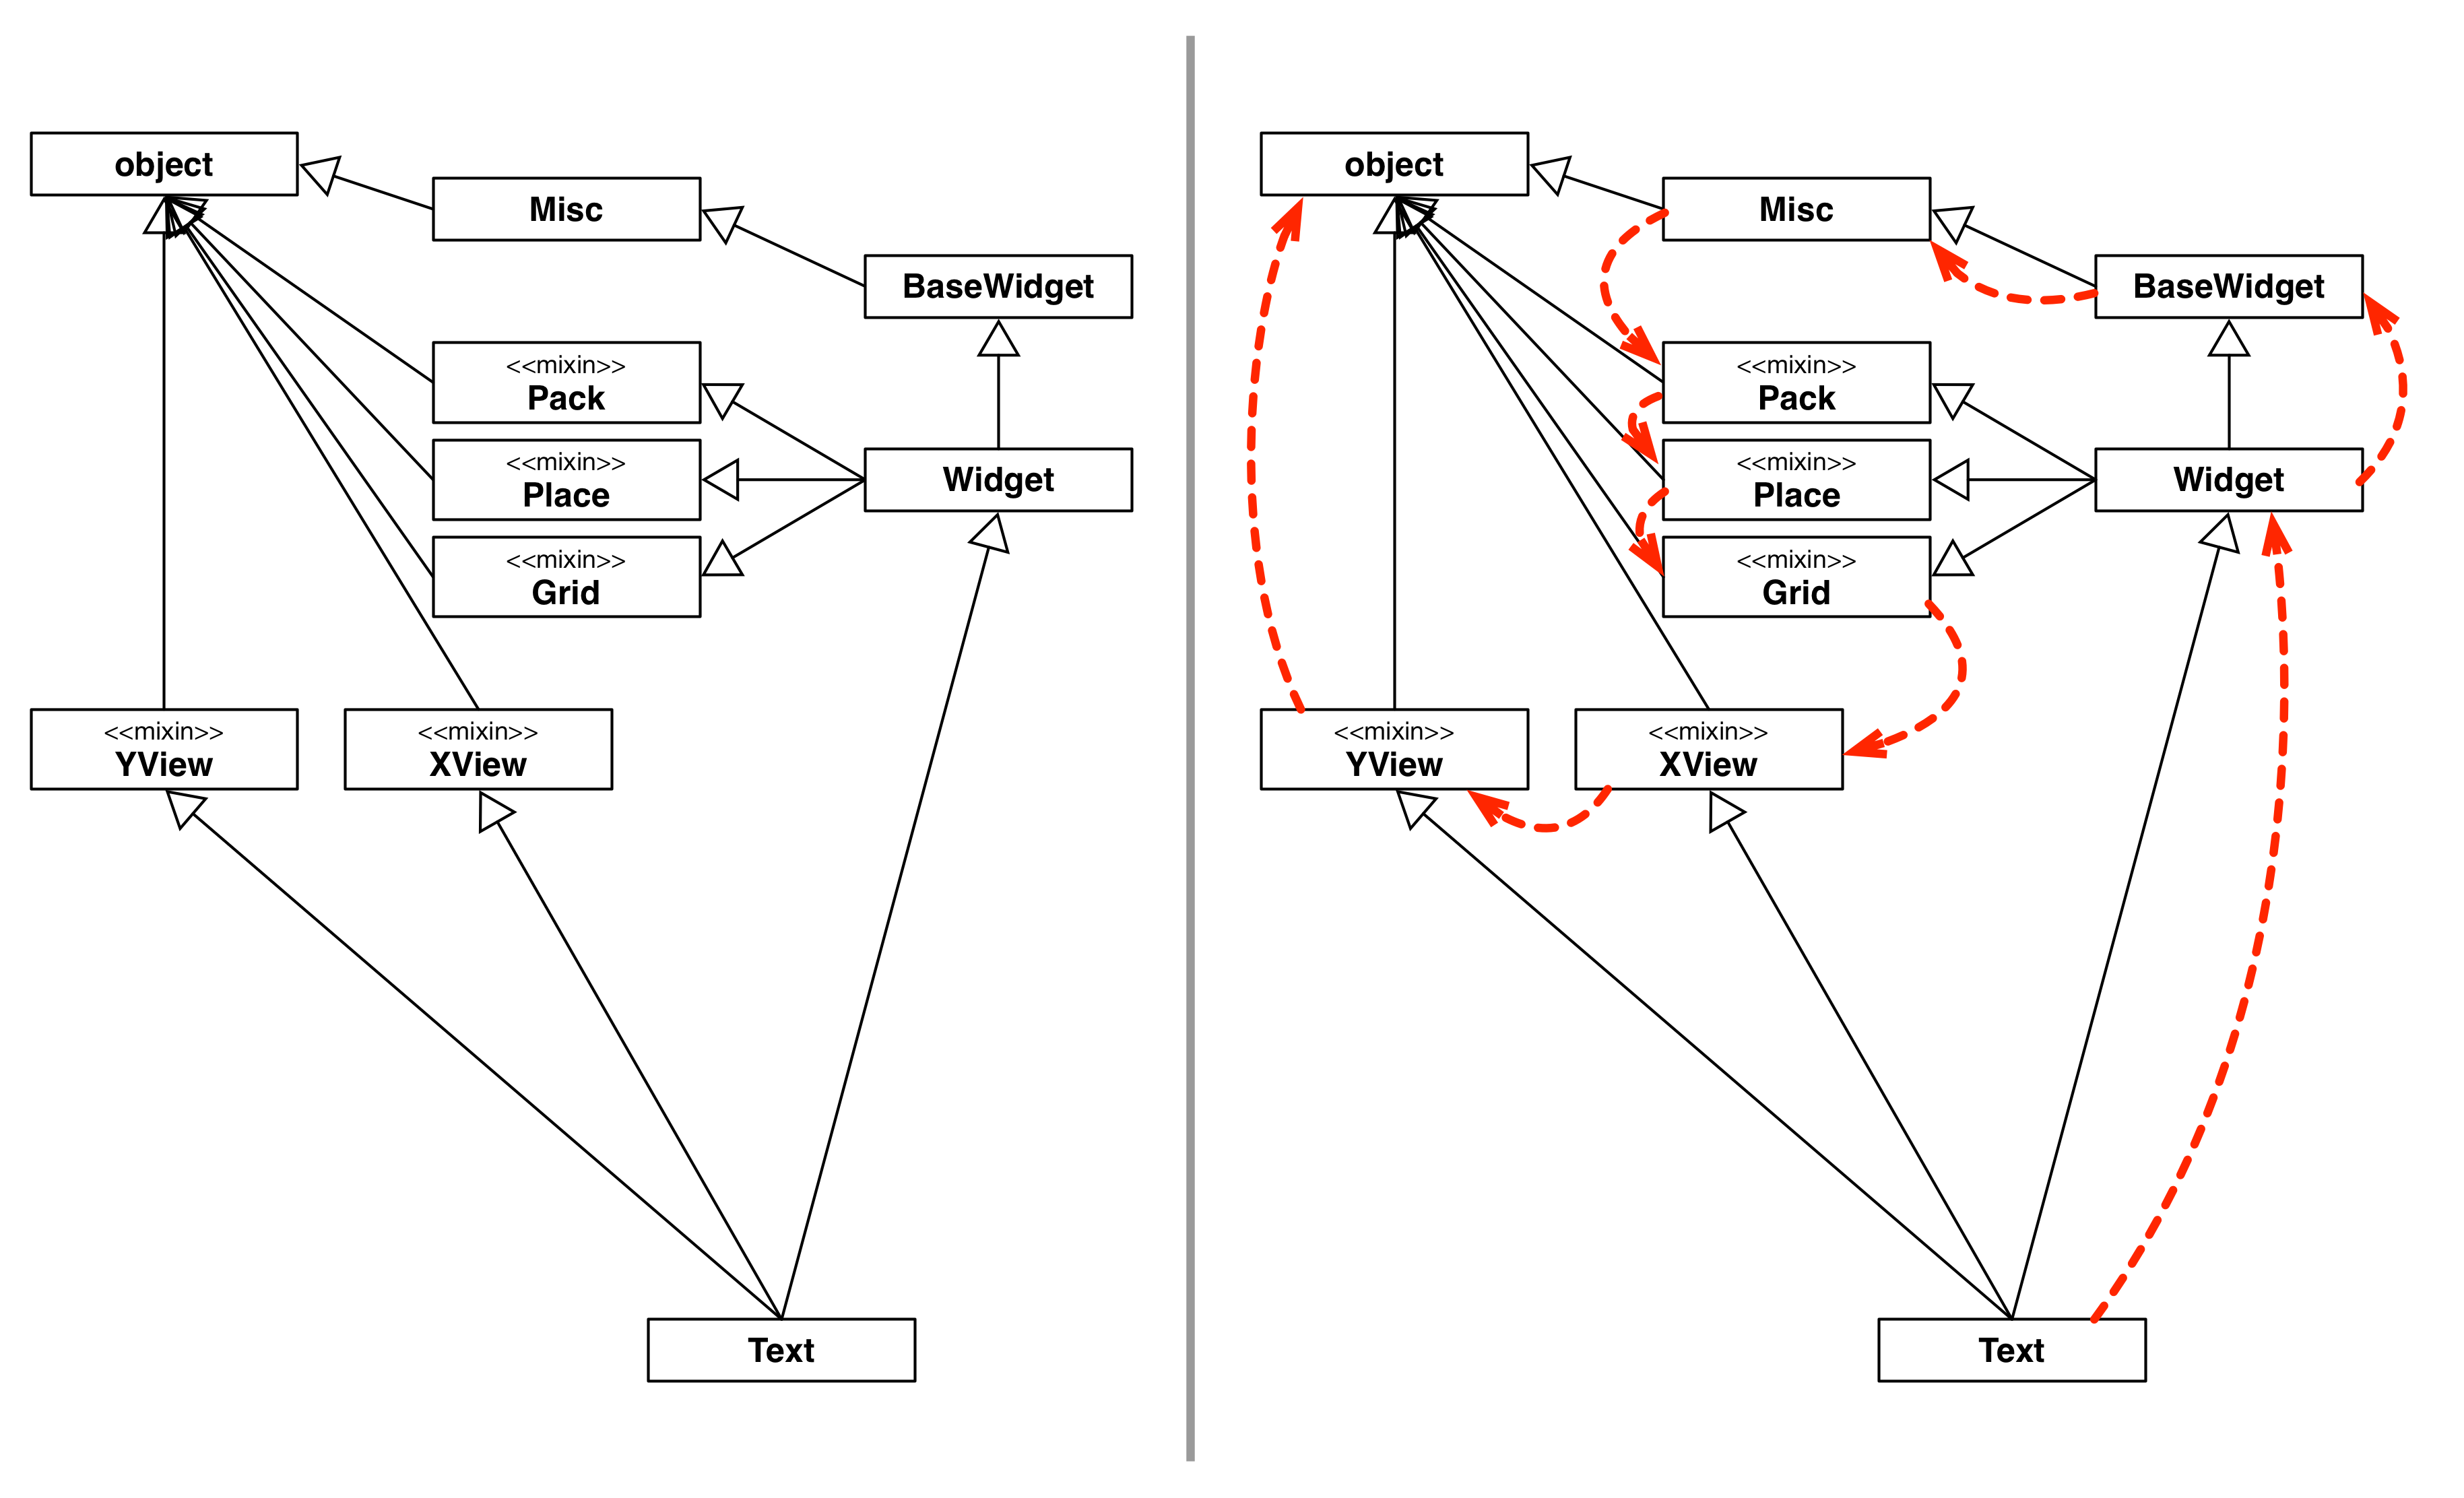 object
Misc
BaseWidget
<<mixin>>
Pack
<<mixin>>
Place
Widget
<<mixin>>
Grid
<<mixin>>
YView
<<mixin>>
XView
Text
object
Misc
BaseWidget
<<mixin>>
Pack
<<mixin>>
Place
Widget
<<mixin>>
Grid
<<mixin>>
YView
<<mixin>>
XView
Text